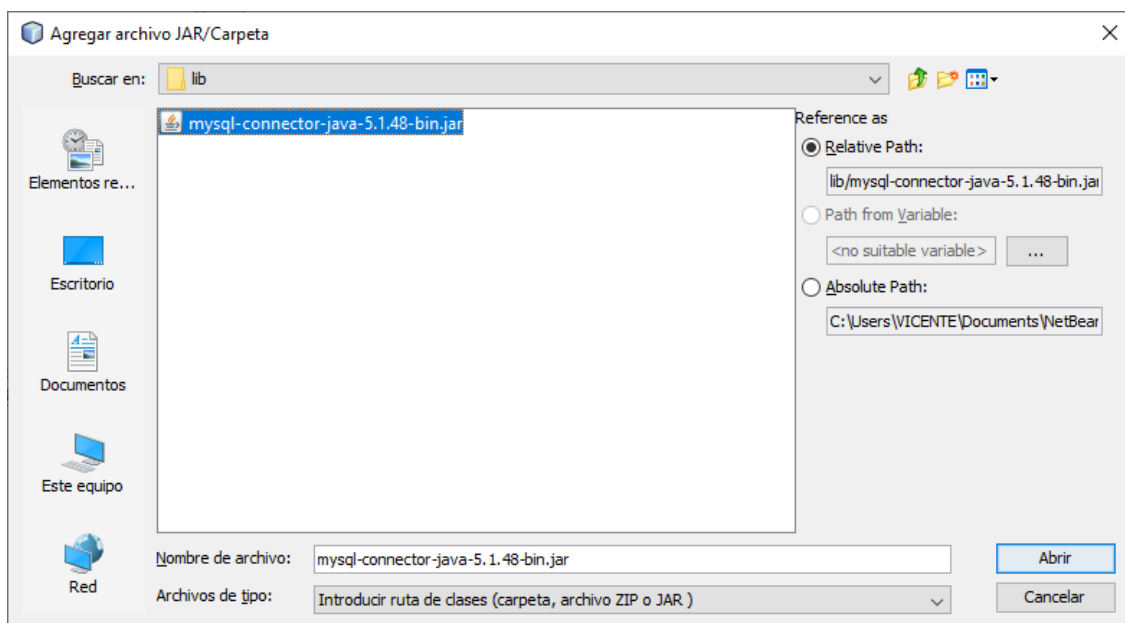 Agregar archivo JAR/Carpeta
Buscar en: lib
mysql-connector-java-5.1.48-bin.jar
Elementos re...
Escritorio
Documentos
Este equipo
Red
Reference as
Relative Path:
lib/mysql-connector-java-5.1.48-bin.jar
Path from Variable:
<no suitable variable> ...
Absolute Path:
C:\Users\VICENTE\Documents\NetBear
Nombre de archivo: mysql-connector-java-5.1.48-bin.jar
Abrir
Archivos de tipo: Introducir ruta de clases (carpeta, archivo ZIP o JAR )
Cancelar